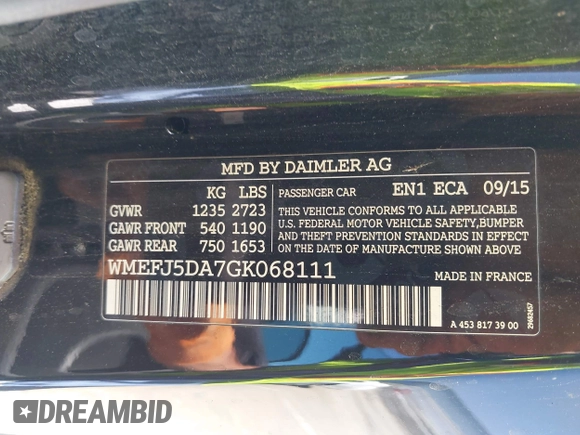 MFD BY DAIMLER AG
KG LBS
GVWR 1235 2723
GAWR FRONT 540 1190
GAWR REAR 750 1653
PASSENGER CAR EN1 ECA 09/15
THIS VEHICLE CONFORMS TO ALL APPLICABLE
U.S. FEDERAL MOTOR VEHICLE SAFETY,BUMPER
AND THEFT PREVENTION STANDARDS IN
EFFECT ON THE DATE OF MANUFACTURE SHOWN ABOVE.
WMEFJ5DA7GK068111
MADE IN FRANCE
A 453 817 39 00
29682457
DREAMBID